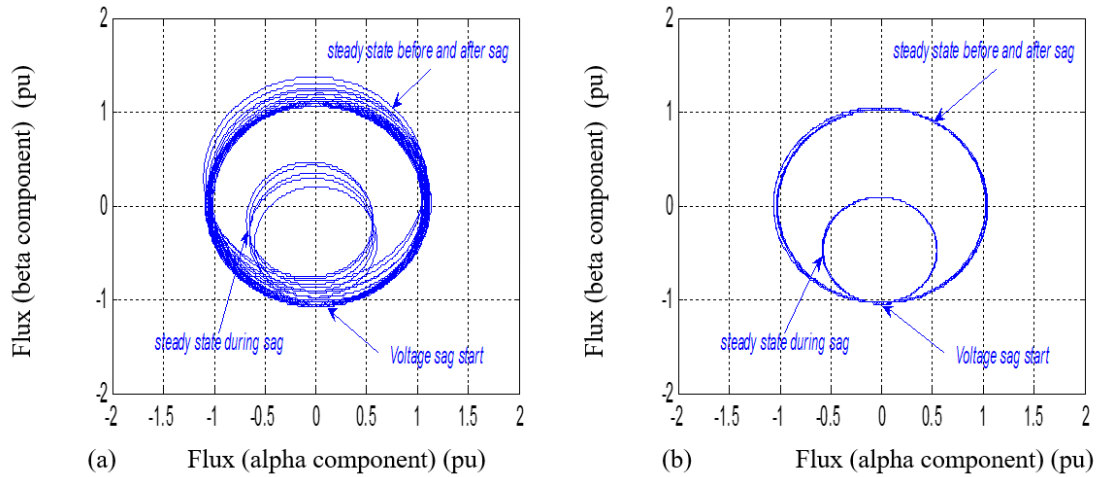 2
1
0
-1
-2
Flux (beta component) (pu)
steady state before and after sag
steady state during sag
Voltage sag start
-2 -1.5 -1 -0.5 0 0.5 1 1.5 2
(a) Flux (alpha component) (pu)
2
1
0
-1
-2
Flux (beta component) (pu)
steady state before and after sag
steady state during sag
Voltage sag start
-2 -1.5 -1 -0.5 0 0.5 1 1.5 2
(b) Flux (alpha component) (pu)